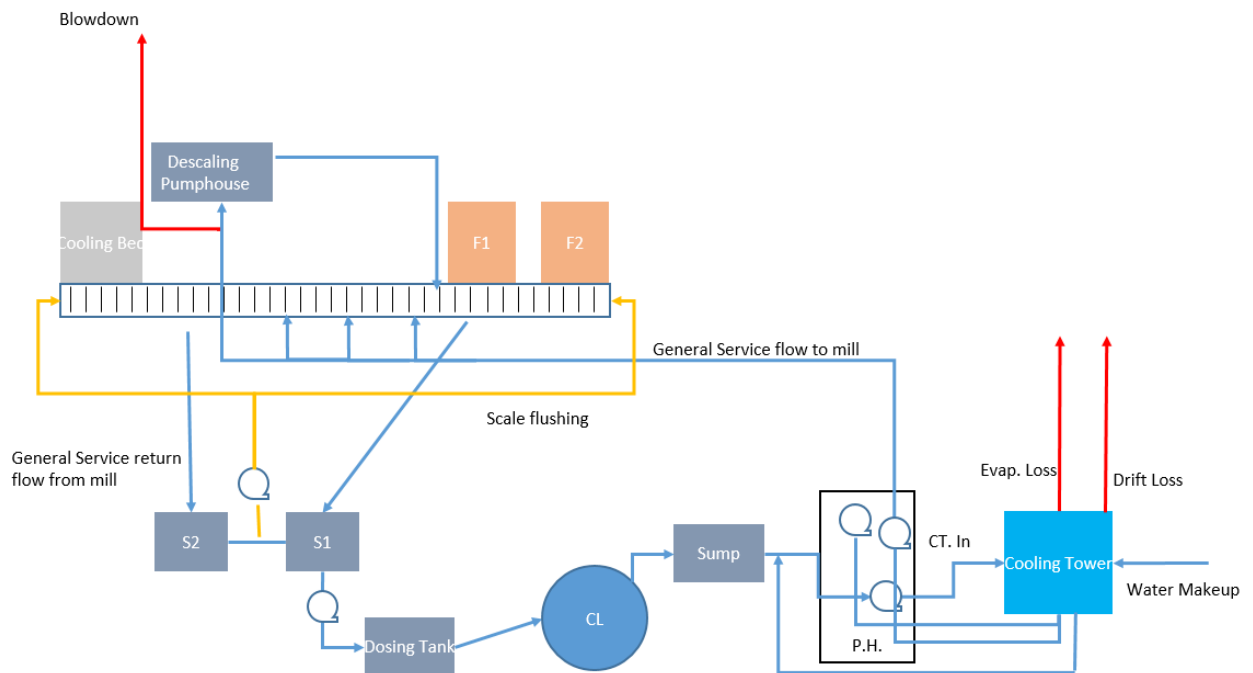 Blowdown
Descaling
Pumphouse
Cooling Bed
F1
F2
General Service flow to mill
Scale flushing
General Service return
flow from mill
Evap. Loss
Drift Loss
S2
S1
Sump
CT. In
Cooling Tower
Water Makeup
CL
Dosing Tank
P.H.